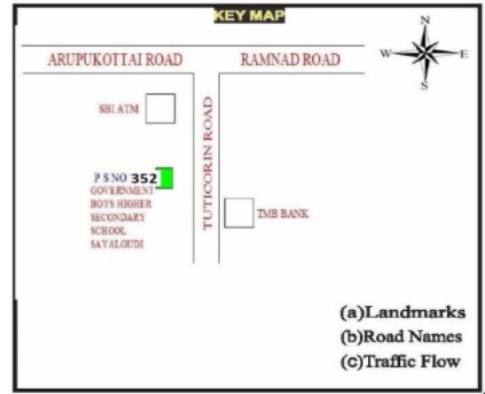 KEY MAP
N
W
E
S
ARUPUKOTTAI ROAD
RAMNAD ROAD
SBI ATM
TUTICORIN ROAD
P S NO 352
GOVERNMENT
BOYS HIGHER
SECONDARY
SCHOOL
SAYALGUDI
TMB BANK
(a)Landmarks
(b)Road Names
(c)Traffic Flow